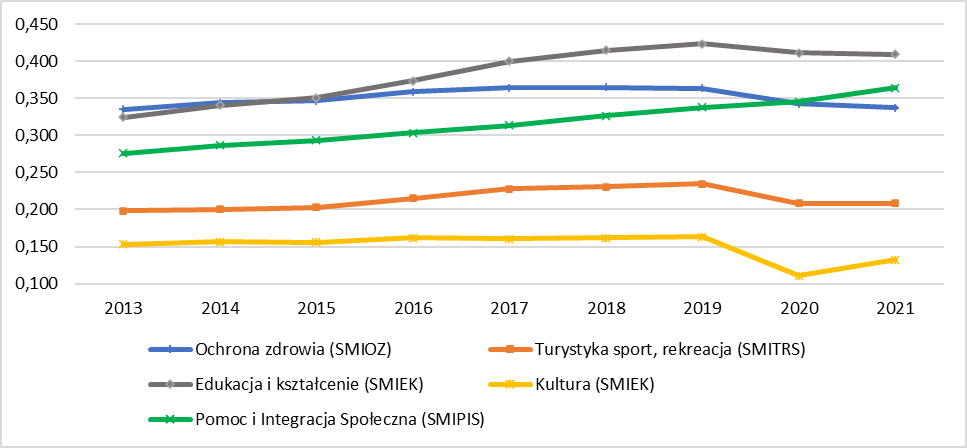 0,450
0,400
0,350
0,300
0,250
0,200
0,150
0,100
2013 2014 2015 2016 2017 2018 2019 2020 2021
Ochrona zdrowia (SMIOZ) Turystyka sport, rekreacja (SMITRS)
Edukacja i kształcenie (SMIEK) Kultura (SMIEK)
Pomoc i Integracja Społeczna (SMIPIS)